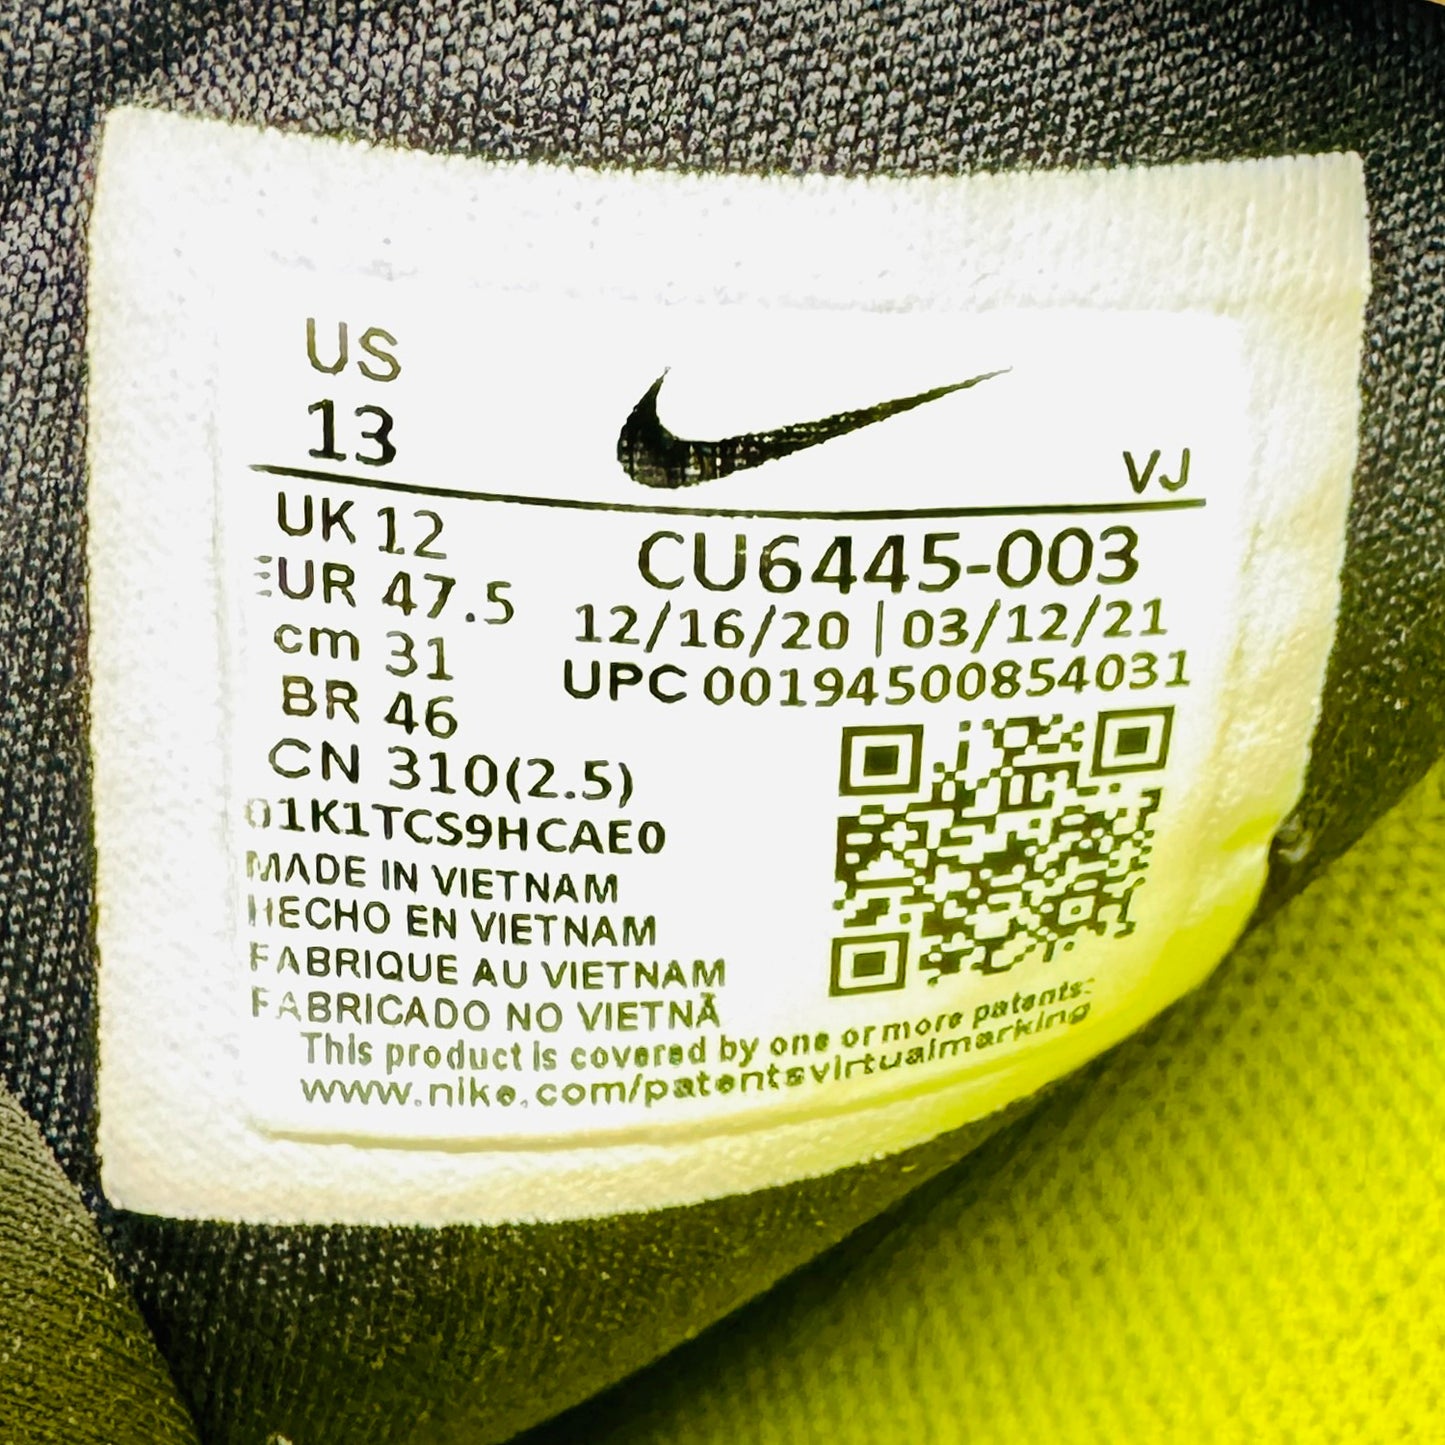 US
13
VJ
UK 12
EUR 47.5
cm 31
BR 46
CN 310(2.5)
CU6445-003
12/16/20 | 03/12/21
UPC 00194500854031
01K1TCS9HCAE0
MADE IN VIETNAM
HECHO EN VIETNAM
FABRIQUE AU VIETNAM
FABRICADO NO VIETNÃ
This product is covered by one or more patents:
www.nike.com/patentsvirtualmarking